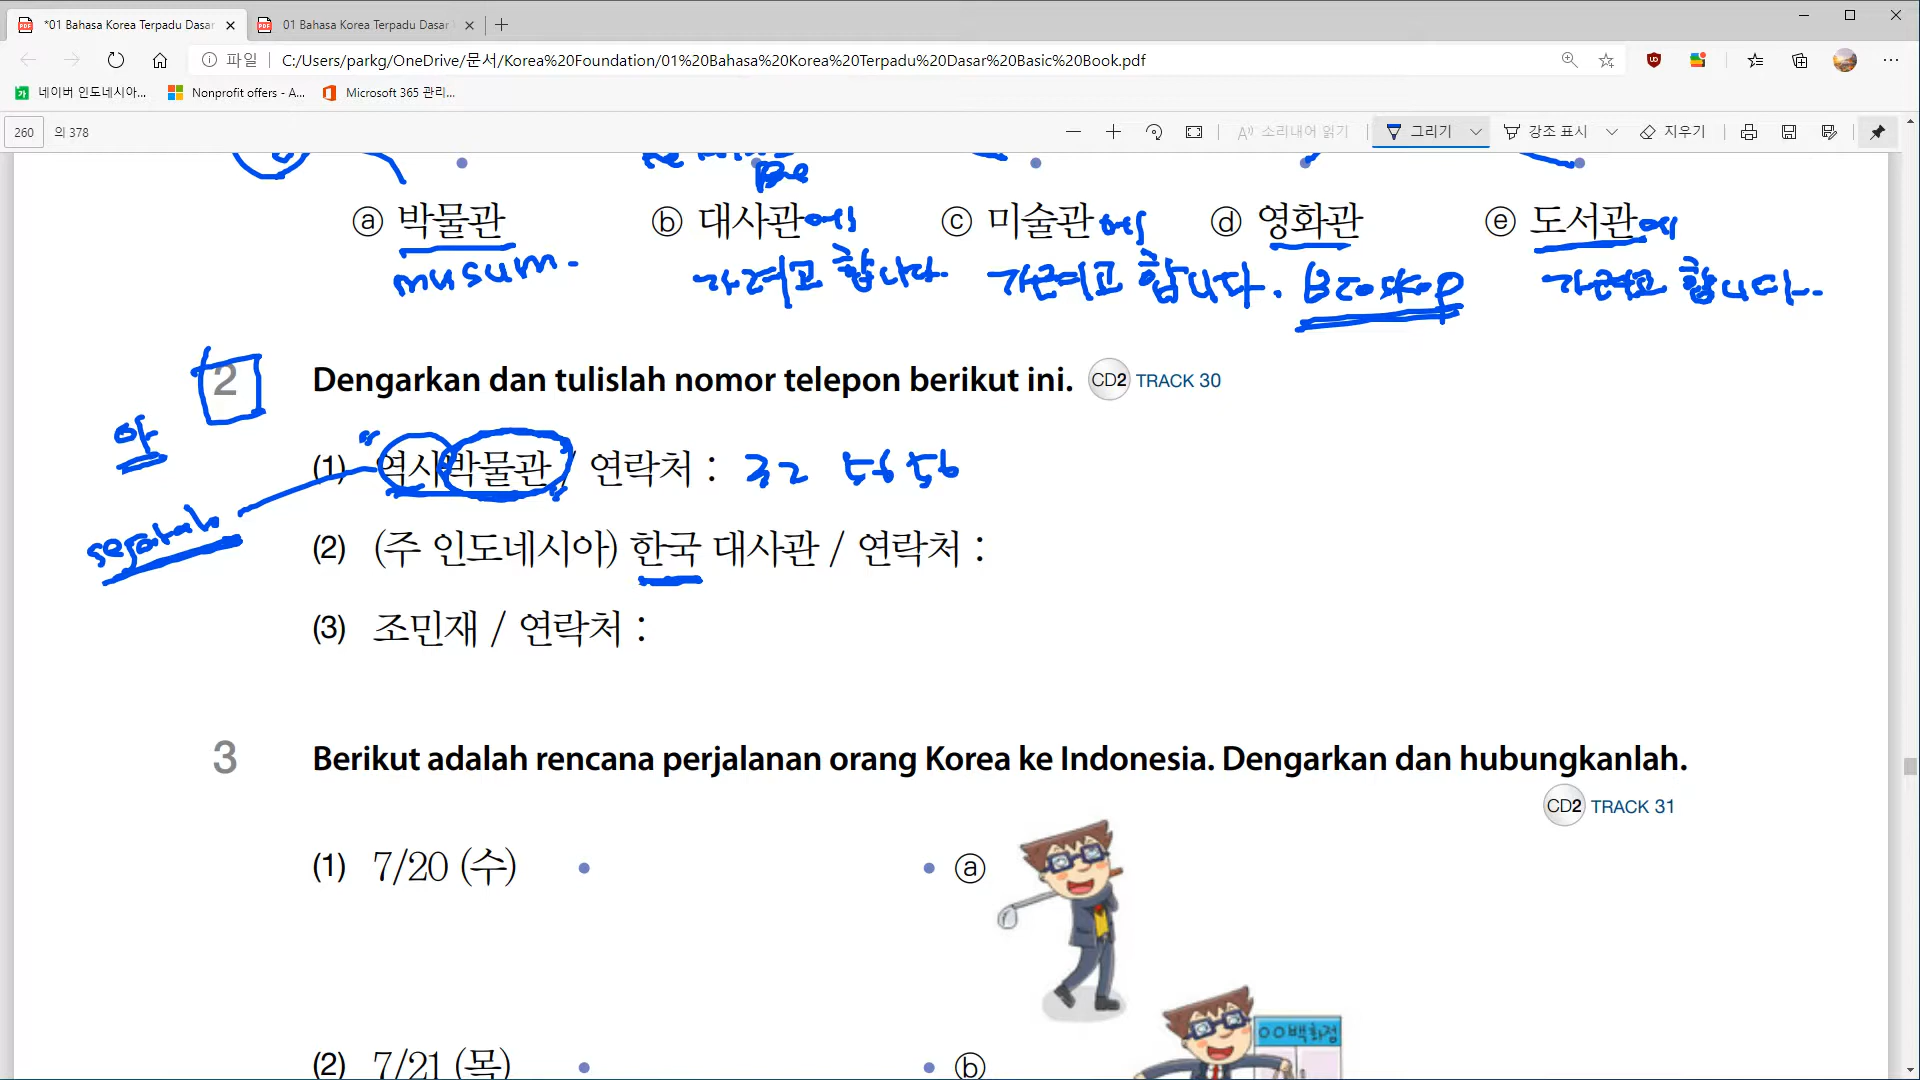 *01 Bahasa Korea Terpadu Dasar
01 Bahasa Korea Terpadu Dasar
파일 C:/Users/parkg/OneDrive/문서/Korea%20Foundation/01%20Bahasa%20Korea%20Terpadu%20Dasar%20Basic%20Book.pdf
네이버 인도네시아... Nonprofit offers - A... Microsoft 365 관리...
260 의 378 소리내어 읽기 그리기 강조 표시 지우기
ⓐ 박물관 ⓑ 대사관에 ⓒ 미술관에 ⓓ 영화관 ⓔ 도서관에
musum. 가려고 합니다. 가려고 합니다. Bioskop 가려고 합니다.
2 Dengarkan dan tulislah nomor telepon berikut ini. CD2 TRACK 30
(1) 역사박물관 / 연락처 : 32 5656
sejarah
(2) (주 인도네시아) 한국 대사관 / 연락처 :
(3) 조민재 / 연락처 :
3 Berikut adalah rencana perjalanan orang Korea ke Indonesia. Dengarkan dan hubungkanlah.
CD2 TRACK 31
(1) 7/20 (수) ⓐ
○○백화점
(2) 7/21 (목) ⓑ